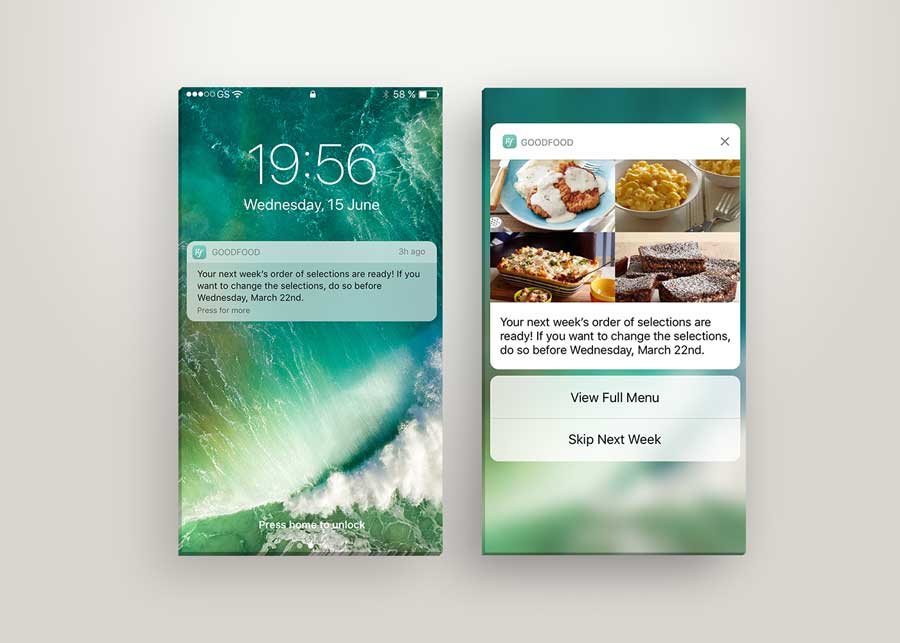 GS 58 %
19:56
Wednesday, 15 June
GOODFOOD 3h ago
Your next week's order of selections are ready! If you
want to change the selections, do so before
Wednesday, March 22nd.
Press for more
Press home to unlock
GOODFOOD
Your next week's order of selections are
ready! If you want to change the selections,
do so before Wednesday, March 22nd.
View Full Menu
Skip Next Week